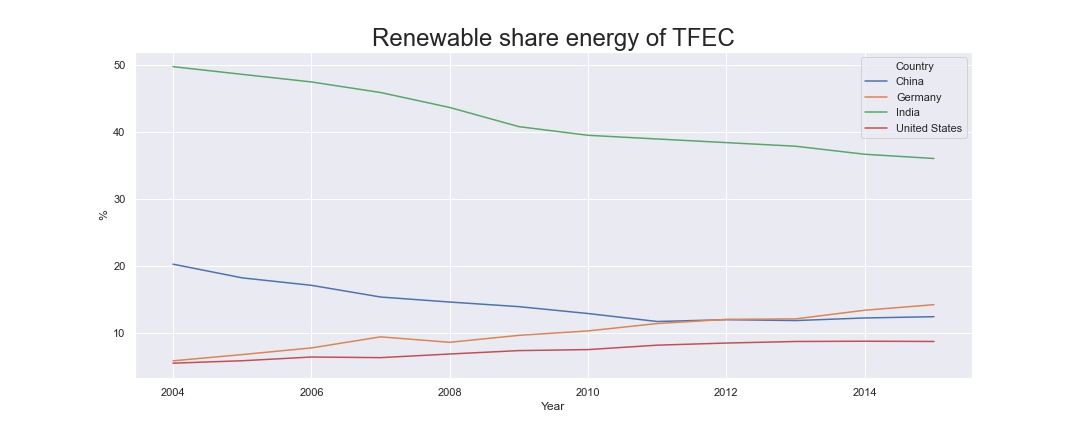 Renewable share energy of TFEC
Country
China
Germany
India
United States
50
40
30
20
10
%
2004
2006
2008
2010
2012
2014
Year